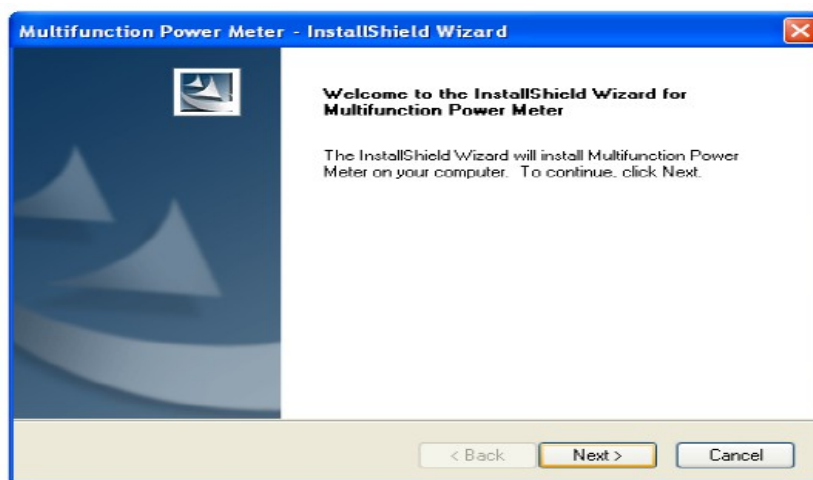 Multifunction Power Meter - InstallShield Wizard
Welcome to the InstallShield Wizard for
Multifunction Power Meter
The InstallShield Wizard will install Multifunction Power
Meter on your computer. To continue, click Next.
< Back
Next >
Cancel